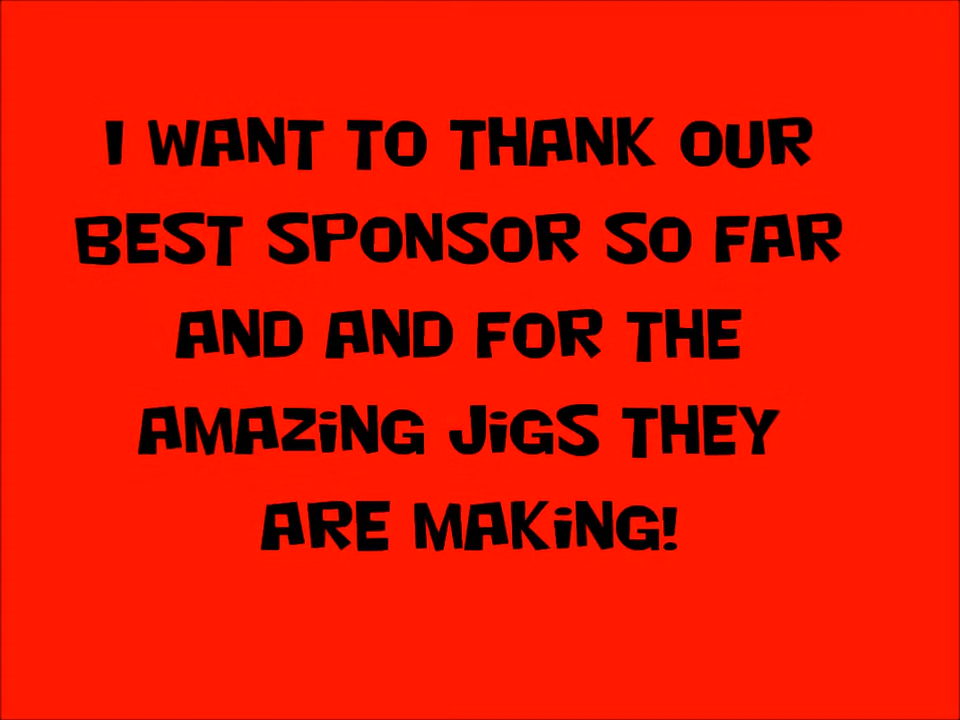 I WANT TO THANK OUR
BEST SPONSOR SO FAR
AND AND FOR THE
AMAZiNG JiGS THEY
ARE MAKiNG!